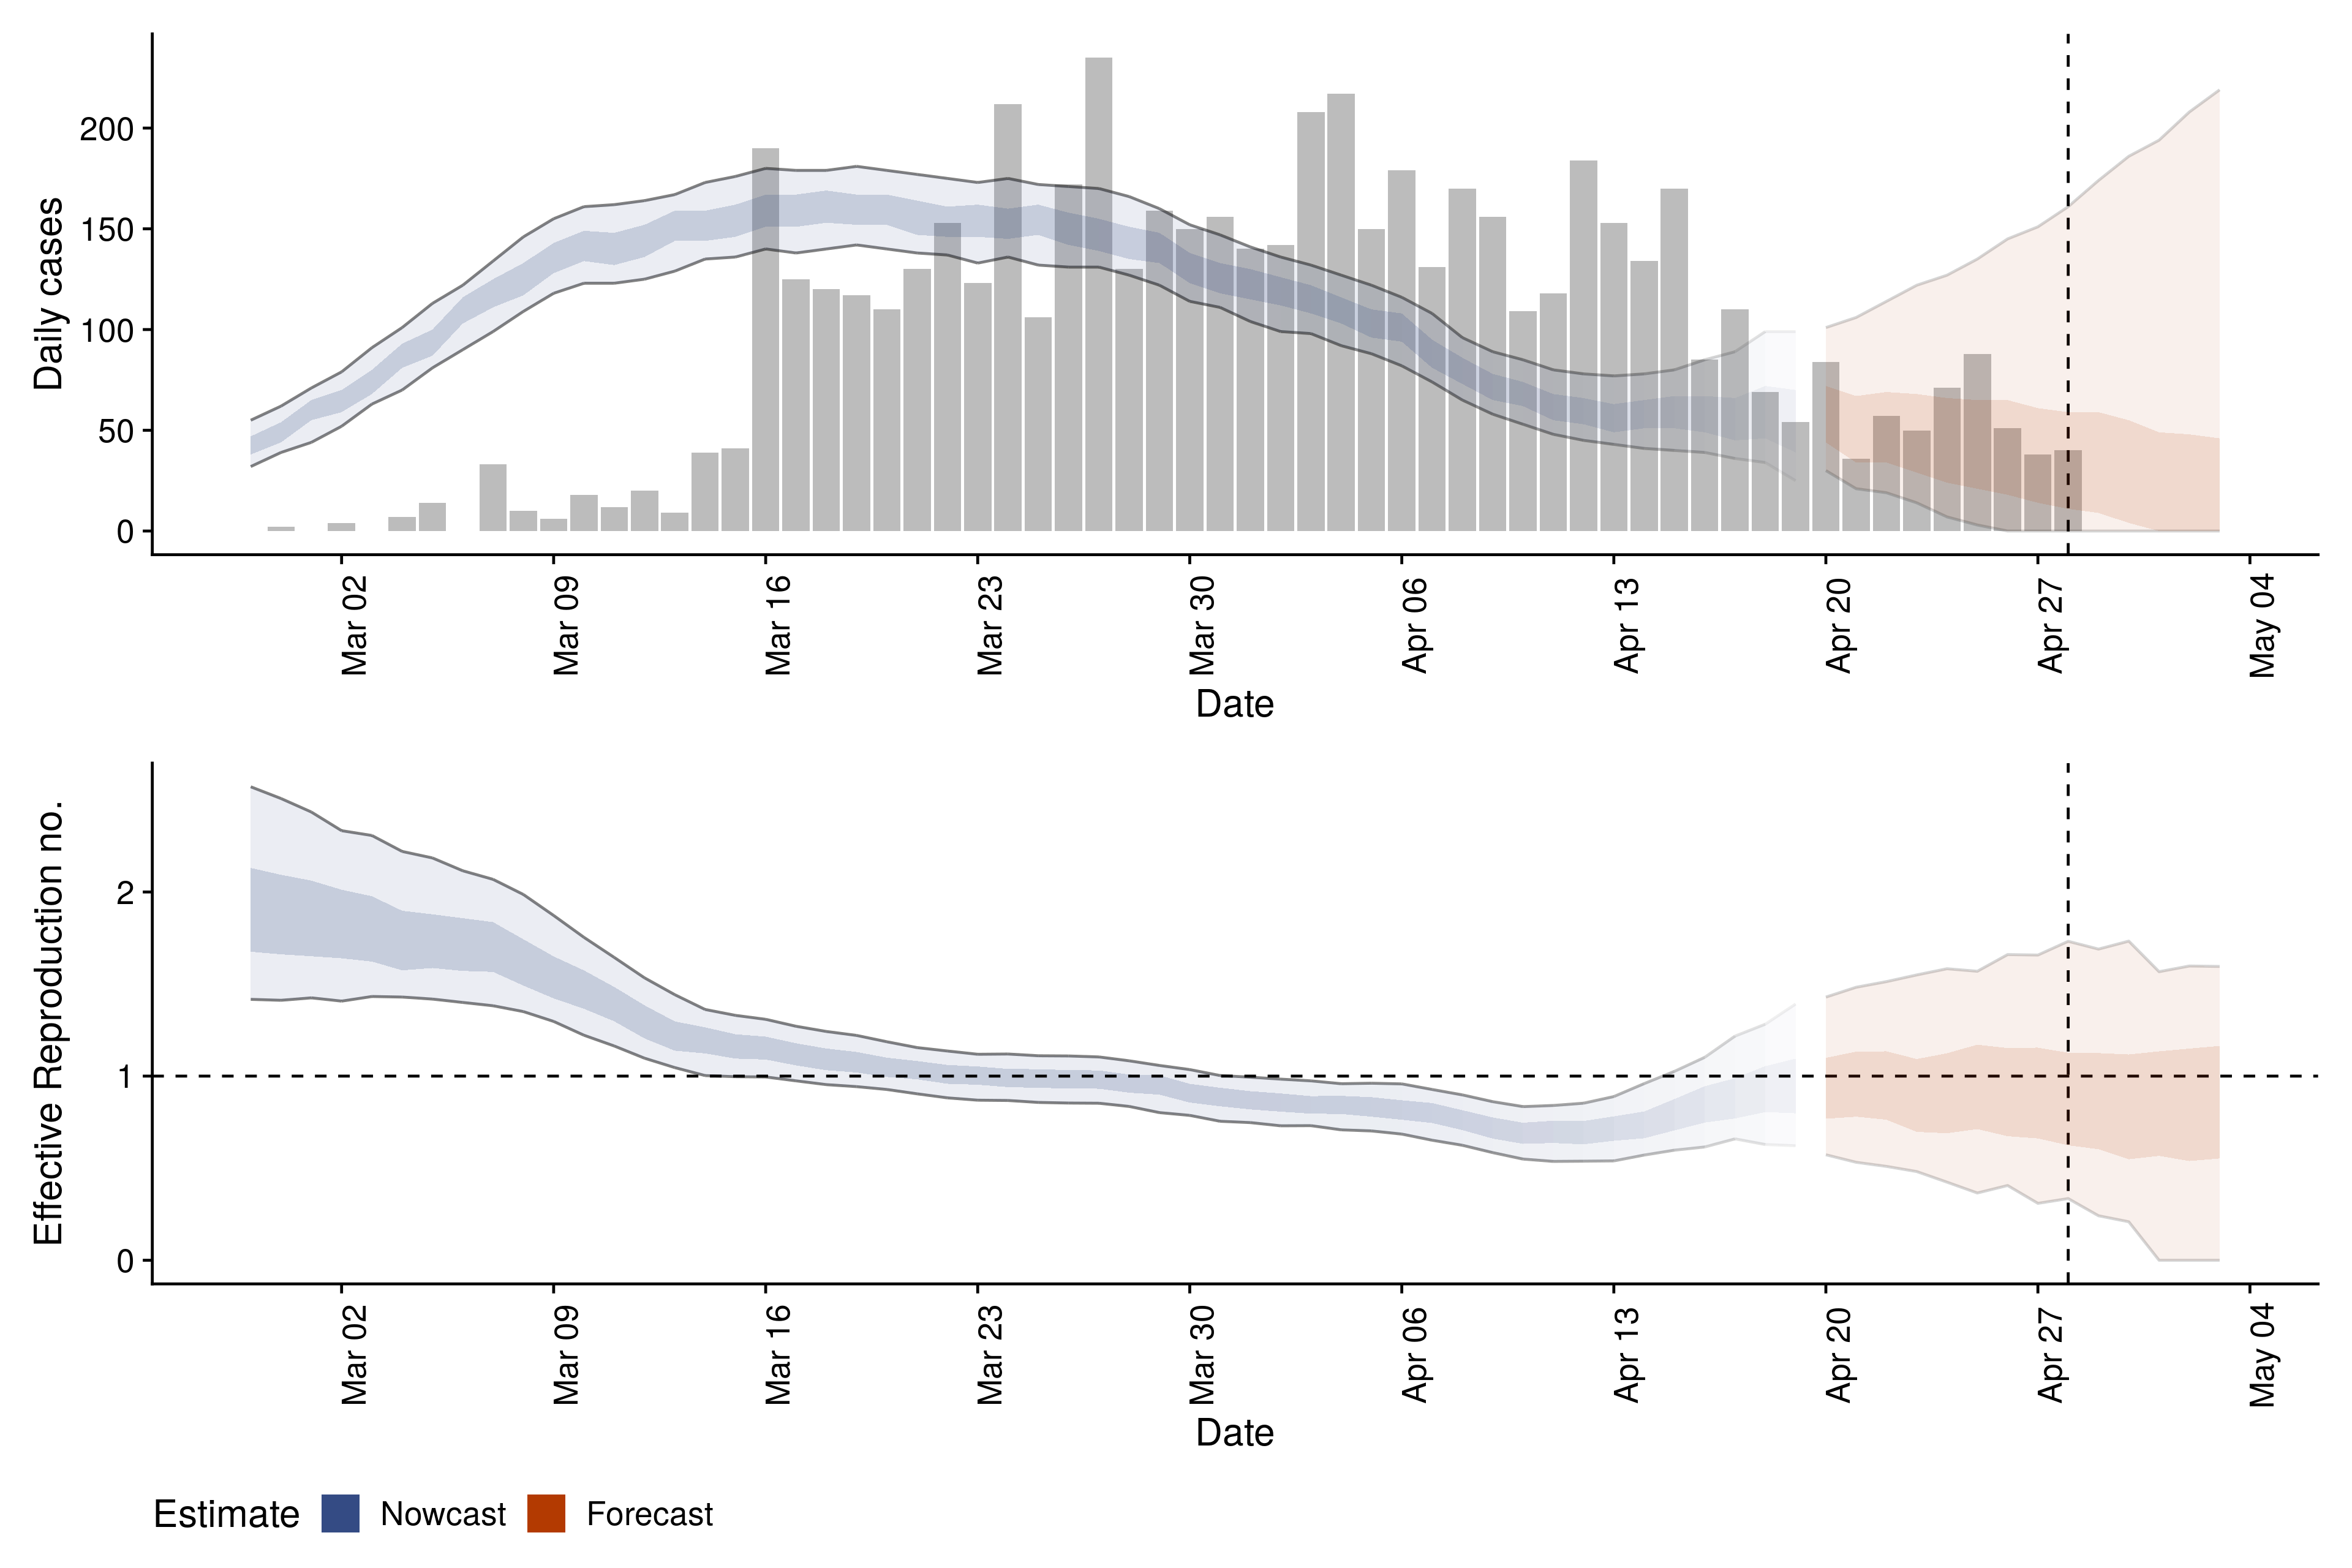 Daily cases
200
150
100
50
0
Mar 02
Mar 09
Mar 16
Mar 23
Mar 30
Apr 06
Apr 13
Apr 20
Apr 27
May 04
Date
Effective Reproduction no.
2
1
0
Mar 02
Mar 09
Mar 16
Mar 23
Mar 30
Apr 06
Apr 13
Apr 20
Apr 27
May 04
Date
Estimate Nowcast Forecast